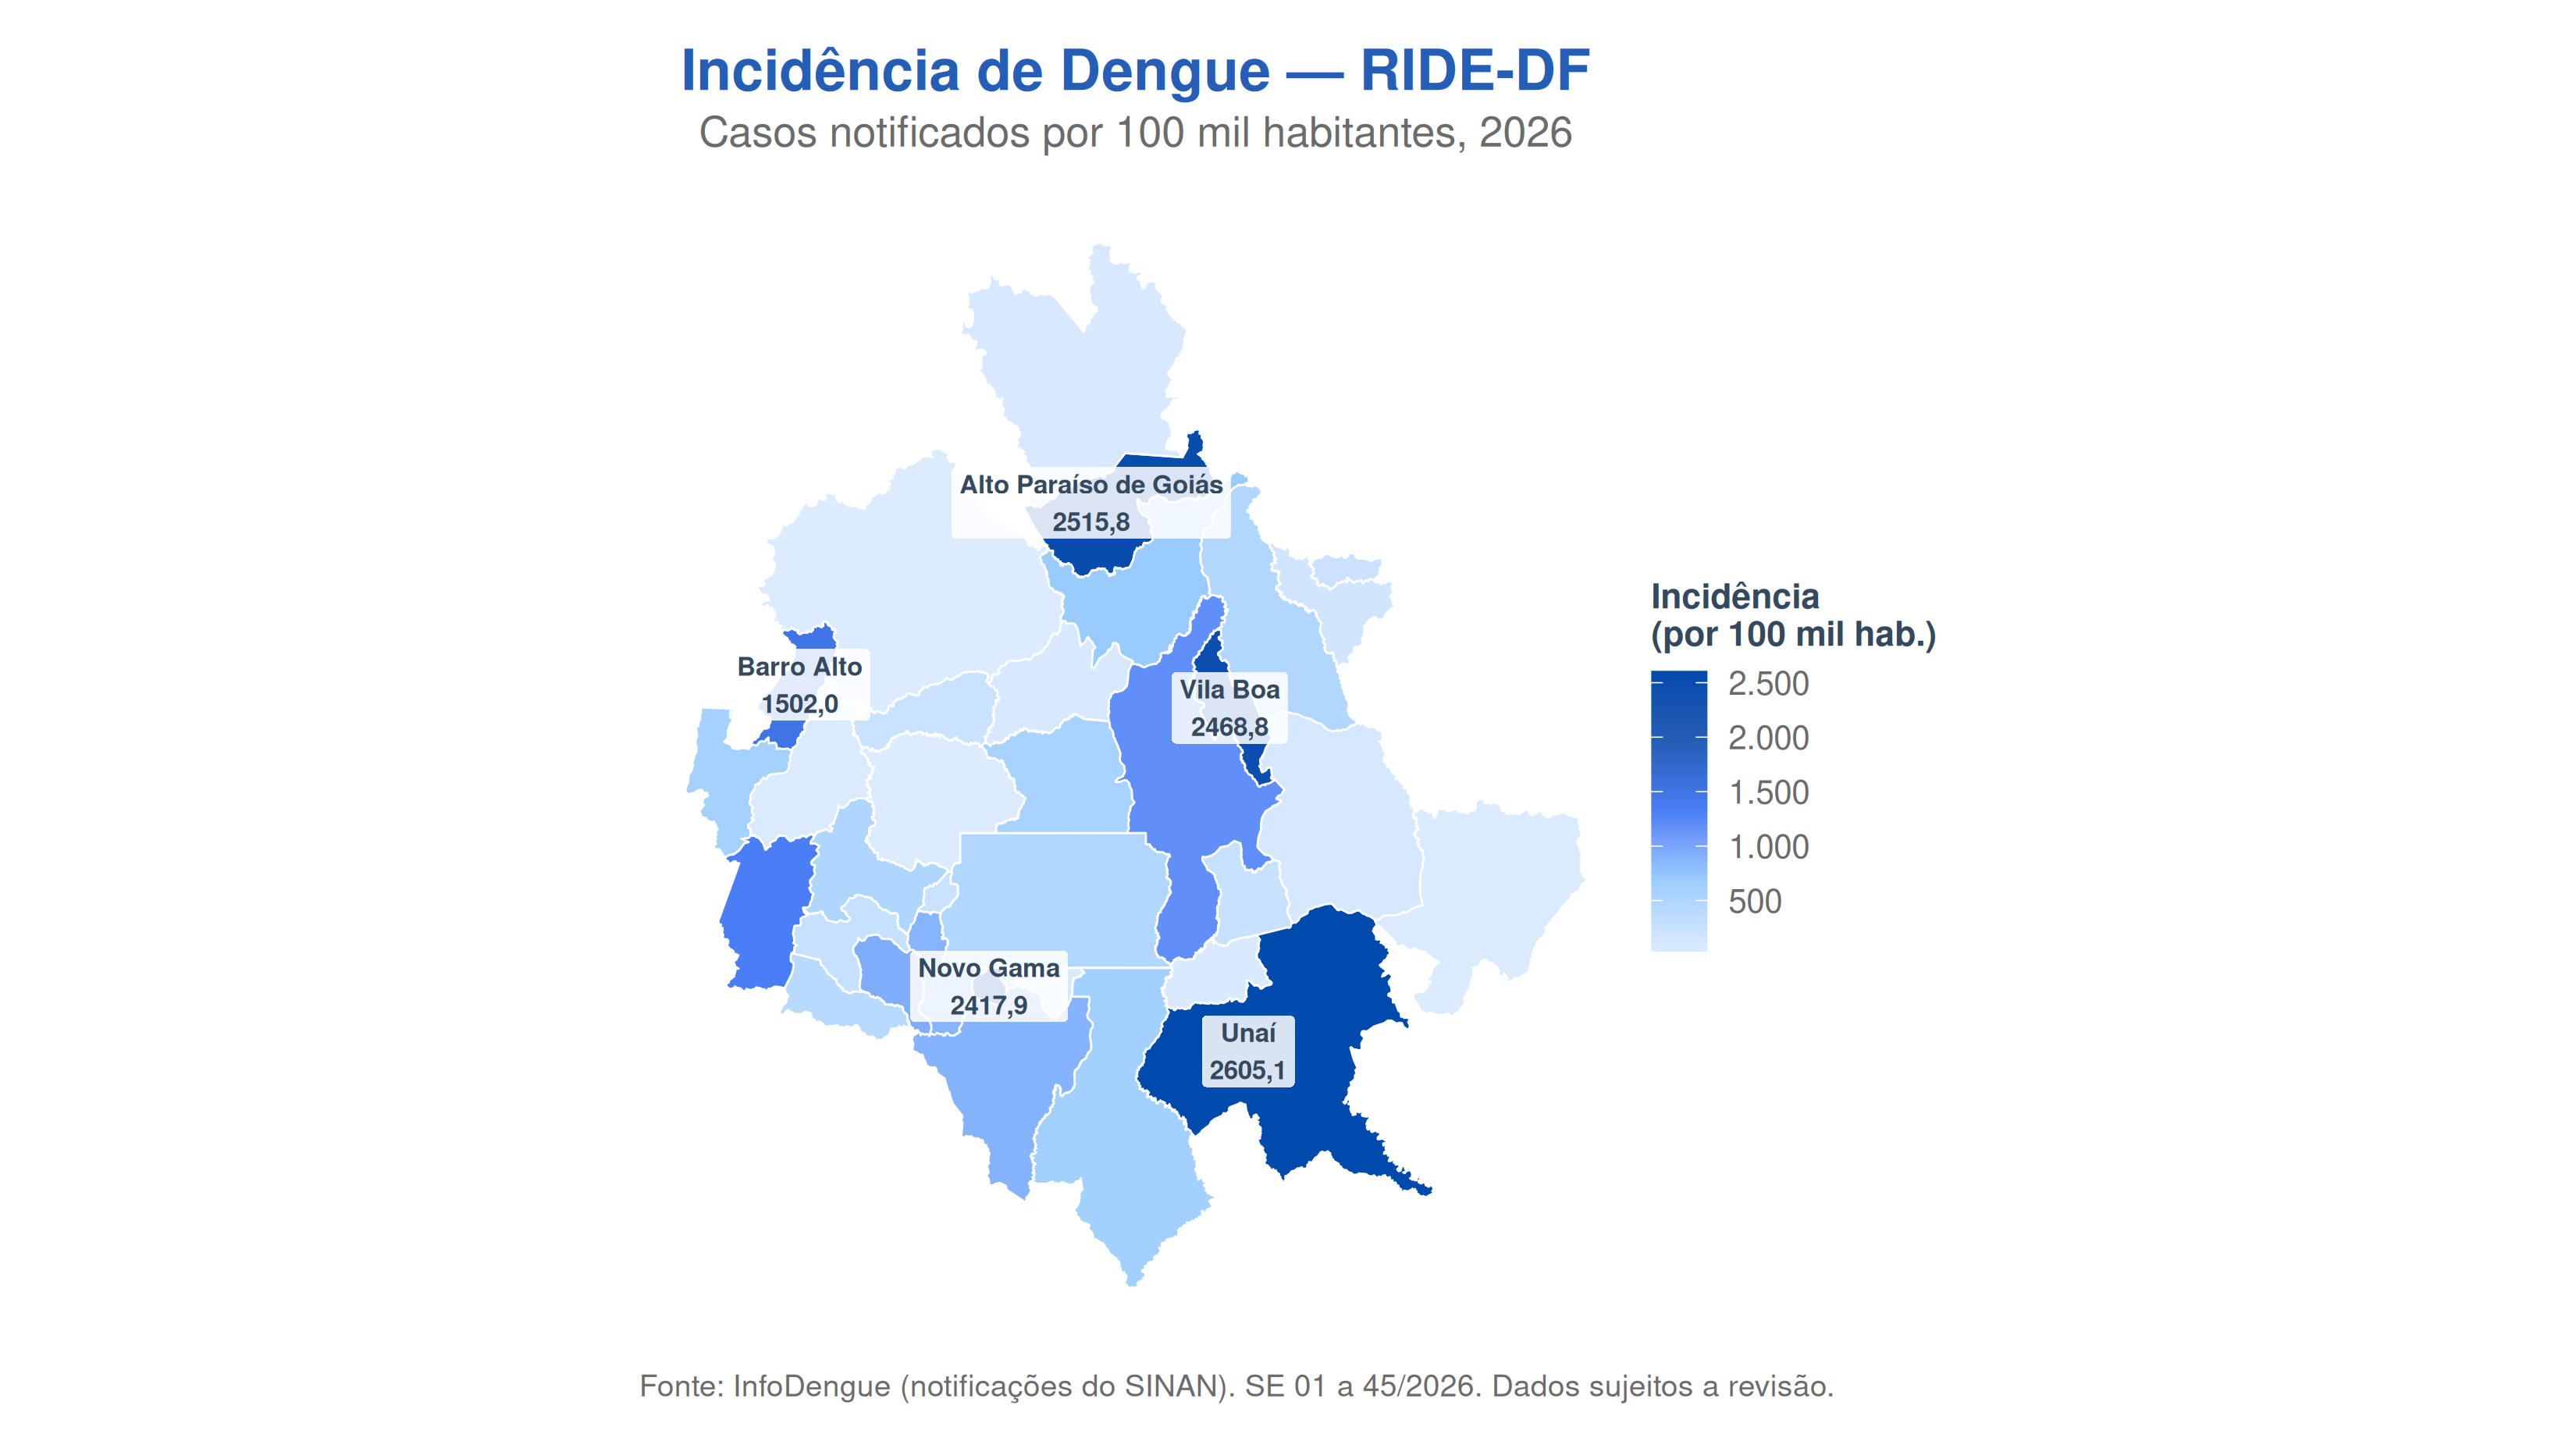 Incidência de Dengue — RIDE-DF
Casos notificados por 100 mil habitantes, 2026
Alto Paraíso de Goiás
2515,8
Barro Alto
1502,0
Vila Boa
2468,8
Novo Gama
2417,9
Unaí
2605,1
Incidência
(por 100 mil hab.)
2.500
2.000
1.500
1.000
500
Fonte: InfoDengue (notificações do SINAN). SE 01 a 45/2026. Dados sujeitos a revisão.